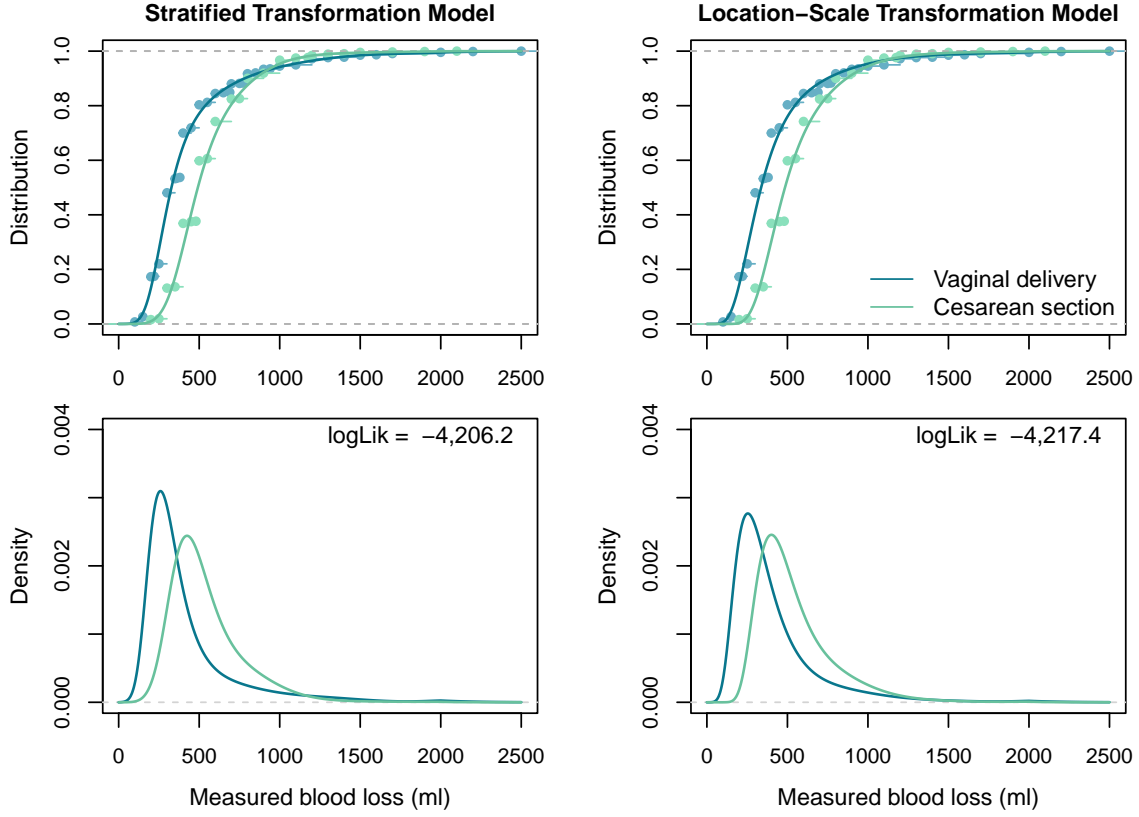 Stratified Transformation Model
Location−Scale Transformation Model
Distribution
0.0 0.2 0.4 0.6 0.8 1.0
0 500 1000 1500 2000 2500
Distribution
0.0 0.2 0.4 0.6 0.8 1.0
Vaginal delivery
Cesarean section
0 500 1000 1500 2000 2500
Density
0.000 0.002 0.004
logLik = −4,206.2
0 500 1000 1500 2000 2500
Measured blood loss (ml)
Density
0.000 0.002 0.004
logLik = −4,217.4
0 500 1000 1500 2000 2500
Measured blood loss (ml)